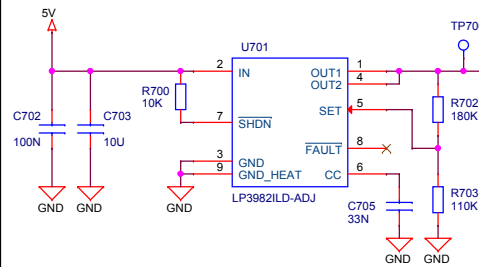 5V
TP70
U701
2
IN
OUT1
1
OUT2
4
R700
10K
R702
180K
SET
5
C702
C703
7
SHDN
100N
10U
FAULT
8
3
GND
9
GND_HEAT
CC
6
R703
110K
LP3982ILD-ADJ
C705
33N
GND
GND
GND
GND
GND